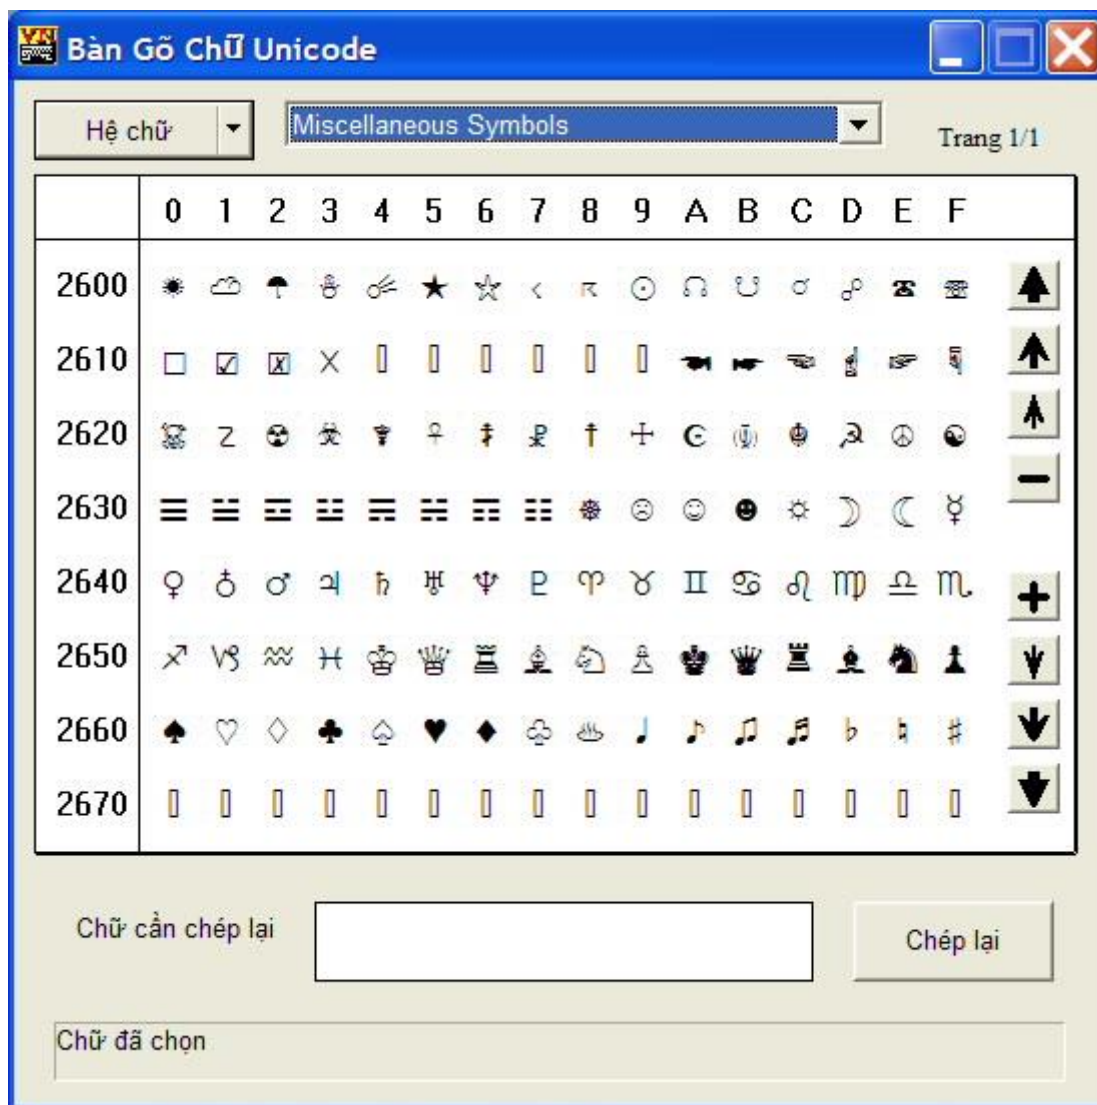 Bàn Gõ Chữ Unicode
Hệ chữ Miscellaneous Symbols Trang 1/1
0 1 2 3 4 5 6 7 8 9 A B C D E F
2600 ☀ ☁ ☂ ☃ ☄ ★ ☆ ☇ ☈ ☉ ☊ ☋ ☌ ☍ ☎ ☏
2610 ☐ ☑ ☒ ☓ ▯ ▯ ▯ ▯ ▯ ▯ ☚ ☛ ☜ ☝ ☞ ☟
2620 ☠ ☡ ☢ ☣ ☤ ☥ ☦ ☧ ☨ ☩ ☪ ☫ ☬ ☭ ☮ ☯
2630 ☰ ☱ ☲ ☳ ☴ ☵ ☶ ☷ ☸ ☹ ☺ ☻ ☼ ☽ ☾ ☿
2640 ♀ ♁ ♂ ♃ ♄ ♅ ♆ ♇ ♈ ♉ ♊ ♋ ♌ ♍ ♎ ♏
2650 ♐ ♑ ♒ ♓ ♔ ♕ ♖ ♗ ♘ ♙ ♚ ♛ ♜ ♝ ♞ ♟
2660 ♠ ♡ ♢ ♣ ♤ ♥ ♦ ♧ ♨ ♩ ♪ ♫ ♬ ♭ ♮ ♯
2670 ▯ ▯ ▯ ▯ ▯ ▯ ▯ ▯ ▯ ▯ ▯ ▯ ▯ ▯ ▯ ▯
Chữ cần chép lại Chép lại
Chữ đã chọn